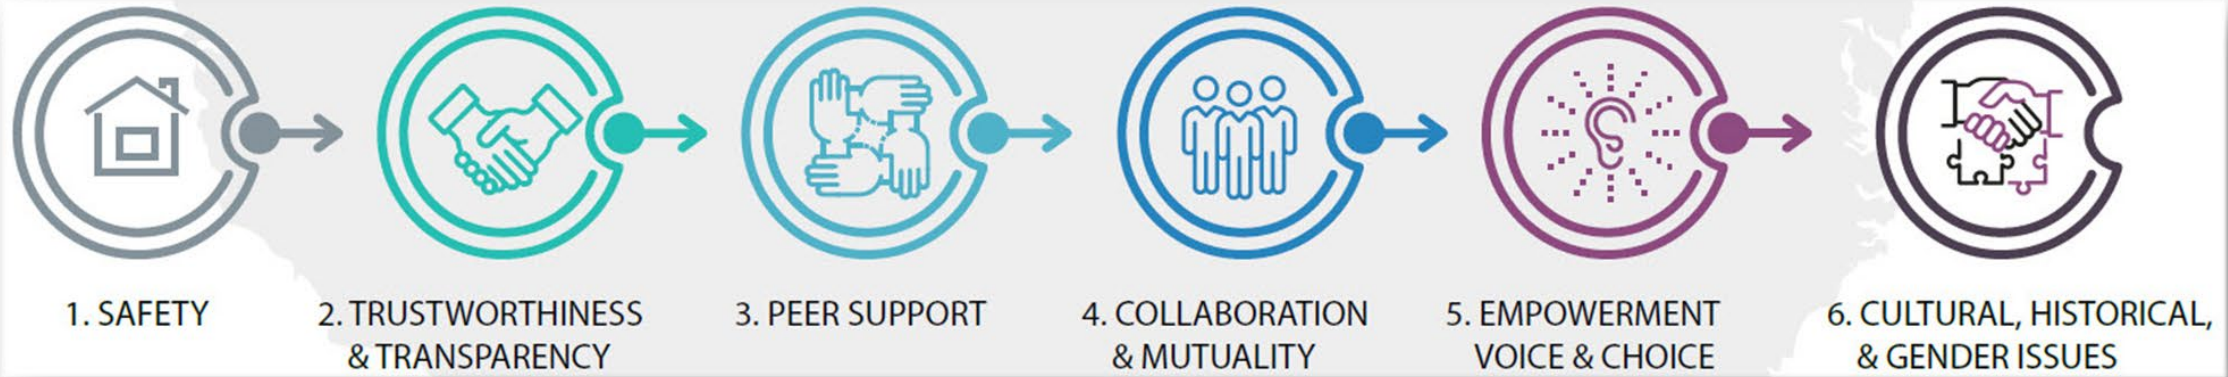 1. SAFETY
2. TRUSTWORTHINESS
& TRANSPARENCY
3. PEER SUPPORT
4. COLLABORATION
& MUTUALITY
5. EMPOWERMENT
VOICE & CHOICE
6. CULTURAL, HISTORICAL,
& GENDER ISSUES